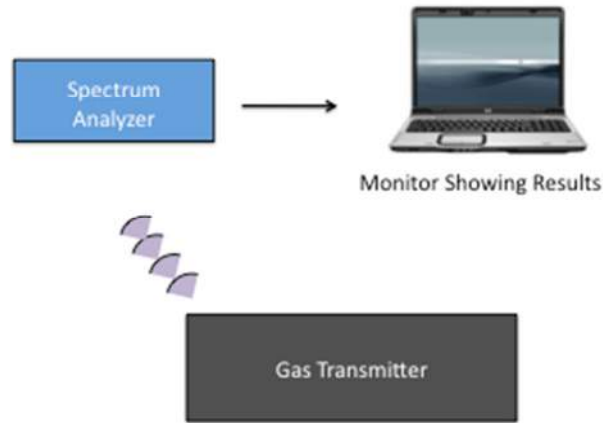 Spectrum
Analyzer
Monitor Showing Results
Gas Transmitter